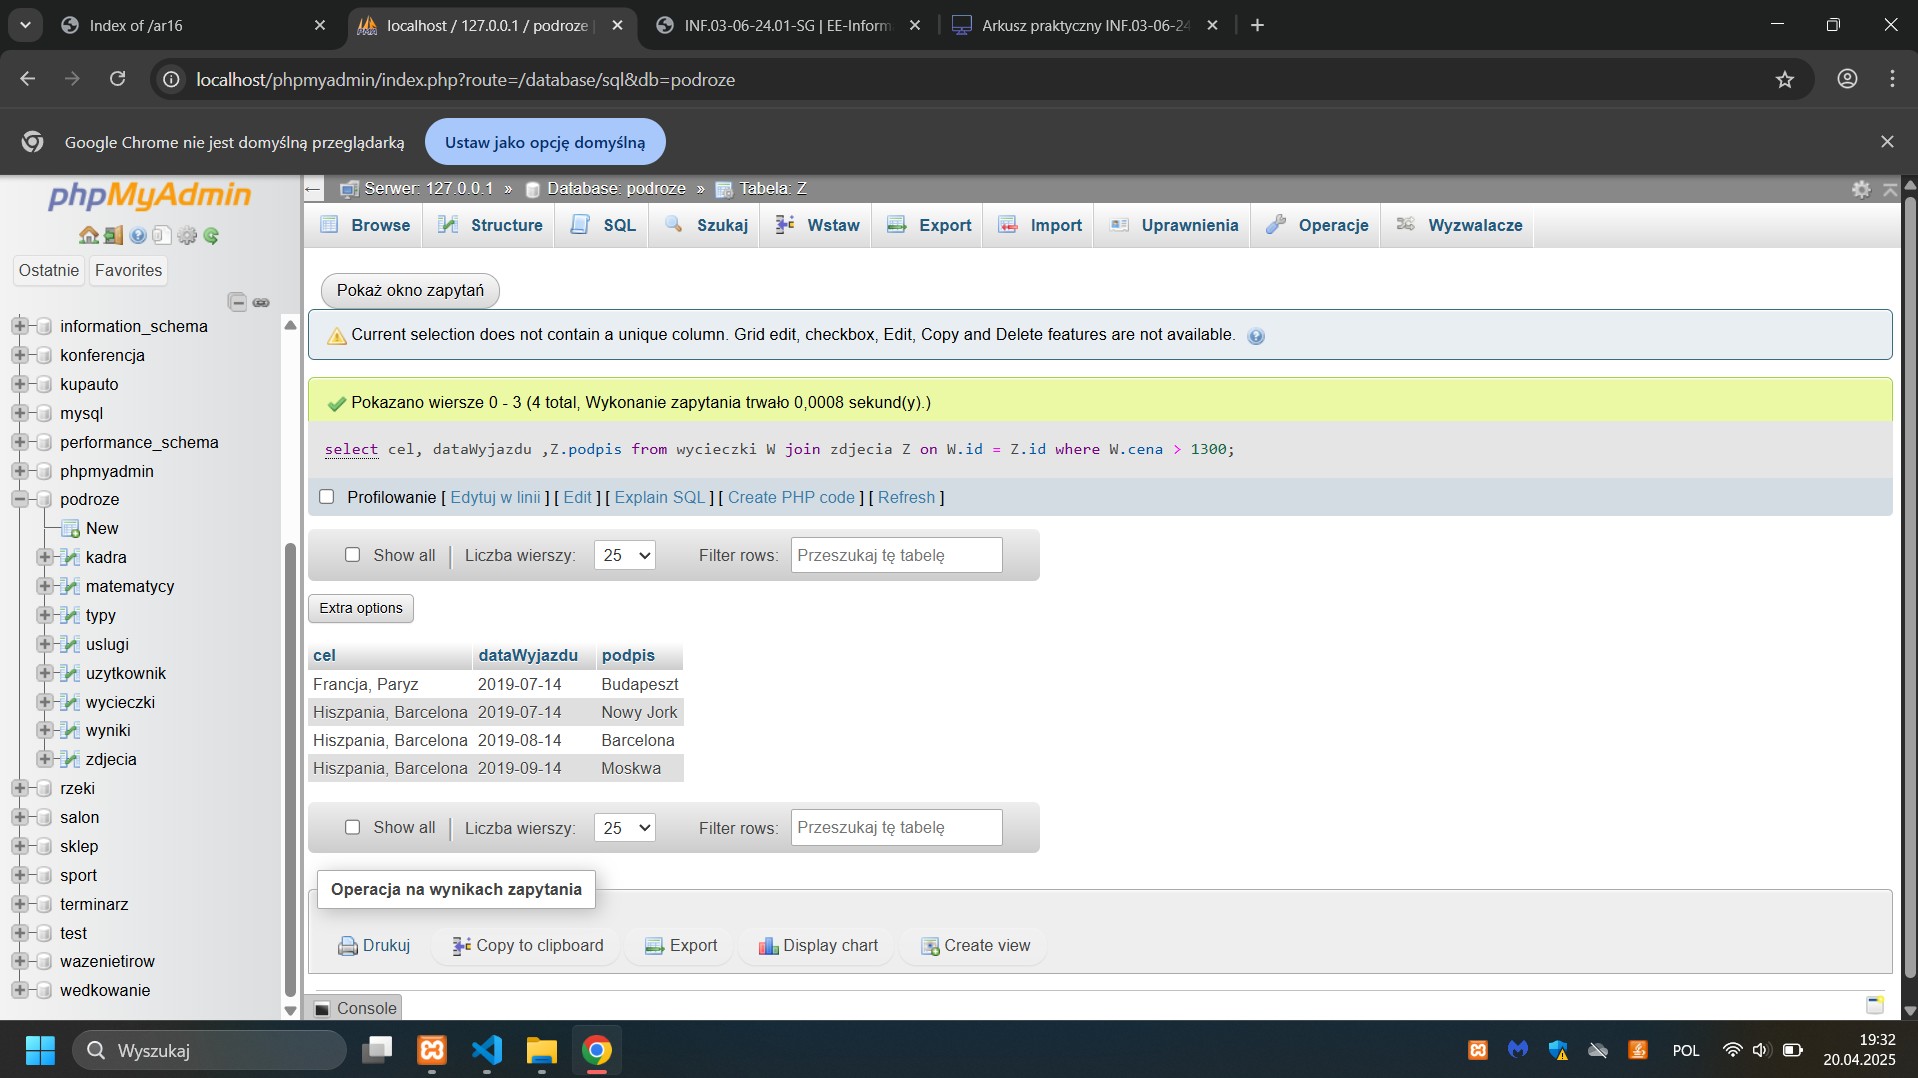 Index of /ar16
localhost / 127.0.0.1 / podroze |
INF.03-06-24.01-SG | EE-Inform
Arkusz praktyczny INF.03-06-24
localhost/phpmyadmin/index.php?route=/database/sql&db=podroze
Google Chrome nie jest domyślną przeglądarką
Ustaw jako opcję domyślną
phpMyAdmin
Ostatnie
Favorites
information_schema
konferencja
kupauto
mysql
performance_schema
phpmyadmin
podroze
New
kadra
matematycy
typy
uslugi
uzytkownik
wycieczki
wyniki
zdjecia
rzeki
salon
sklep
sport
terminarz
test
wazenietirow
wedkowanie
Serwer: 127.0.0.1 » Database: podroze » Tabela: Z
Browse
Structure
SQL
Szukaj
Wstaw
Export
Import
Uprawnienia
Operacje
Wyzwalacze
Pokaż okno zapytań
Current selection does not contain a unique column. Grid edit, checkbox, Edit, Copy and Delete features are not available.
Pokazano wiersze 0 - 3 (4 total, Wykonanie zapytania trwało 0,0008 sekund(y).)
select cel, dataWyjazdu ,Z.podpis from wycieczki W join zdjecia Z on W.id = Z.id where W.cena > 1300;
Profilowanie [ Edytuj w linii ] [ Edit ] [ Explain SQL ] [ Create PHP code ] [ Refresh ]
Show all | Liczba wierszy: 25 Filter rows: Przeszukaj tę tabelę
Extra options
cel dataWyjazdu podpis
Francja, Paryz 2019-07-14 Budapeszt
Hiszpania, Barcelona 2019-07-14 Nowy Jork
Hiszpania, Barcelona 2019-08-14 Barcelona
Hiszpania, Barcelona 2019-09-14 Moskwa
Show all | Liczba wierszy: 25 Filter rows: Przeszukaj tę tabelę
Operacja na wynikach zapytania
Drukuj
Copy to clipboard
Export
Display chart
Create view
Console
Wyszukaj
POL
19:32
20.04.2025